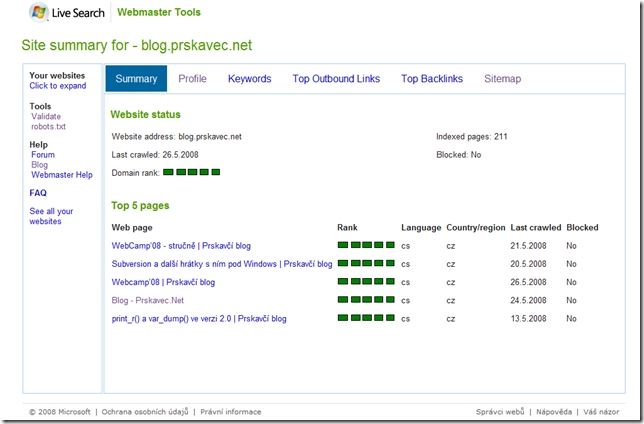 Live Search Webmaster Tools
Site summary for - blog.prskavec.net
Your websites
Click to expand
Tools
Validate
robots.txt
Help
Forum
Blog
Webmaster Help
FAQ
See all your
websites
Summary Profile Keywords Top Outbound Links Top Backlinks Sitemap
Website status
Website address: blog.prskavec.net Indexed pages: 211
Last crawled: 26.5.2008 Blocked: No
Domain rank:
Top 5 pages
Web page Rank Language Country/region Last crawled Blocked
WebCamp'08 - stručně | Prskavčí blog cs cz 21.5.2008 No
Subversion a další hrátky s ním pod Windows | Prskavčí blog cs cz 20.5.2008 No
Webcamp'08 | Prskavčí blog cs cz 26.5.2008 No
Blog - Prskavec.Net cs cz 24.5.2008 No
print_r() a var_dump() ve verzi 2.0 | Prskavčí blog cs cz 13.5.2008 No
© 2008 Microsoft | Ochrana osobních údajů | Právní informace Správci webů | Nápověda | Váš názor